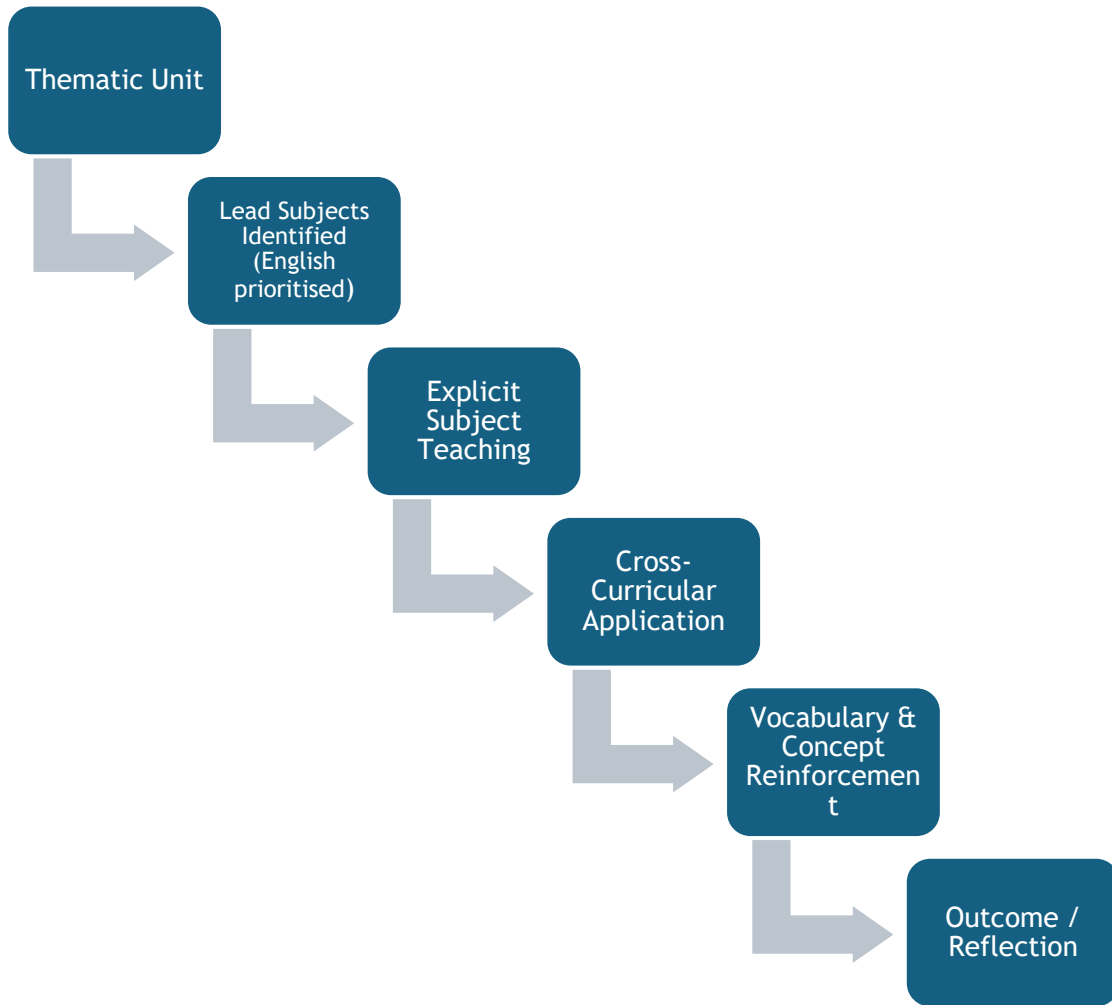 Thematic Unit
Lead Subjects
Identified
(English
prioritised)
Explicit
Subject
Teaching
Cross-
Curricular
Application
Vocabulary &
Concept
Reinforcemen
t
Outcome /
Reflection